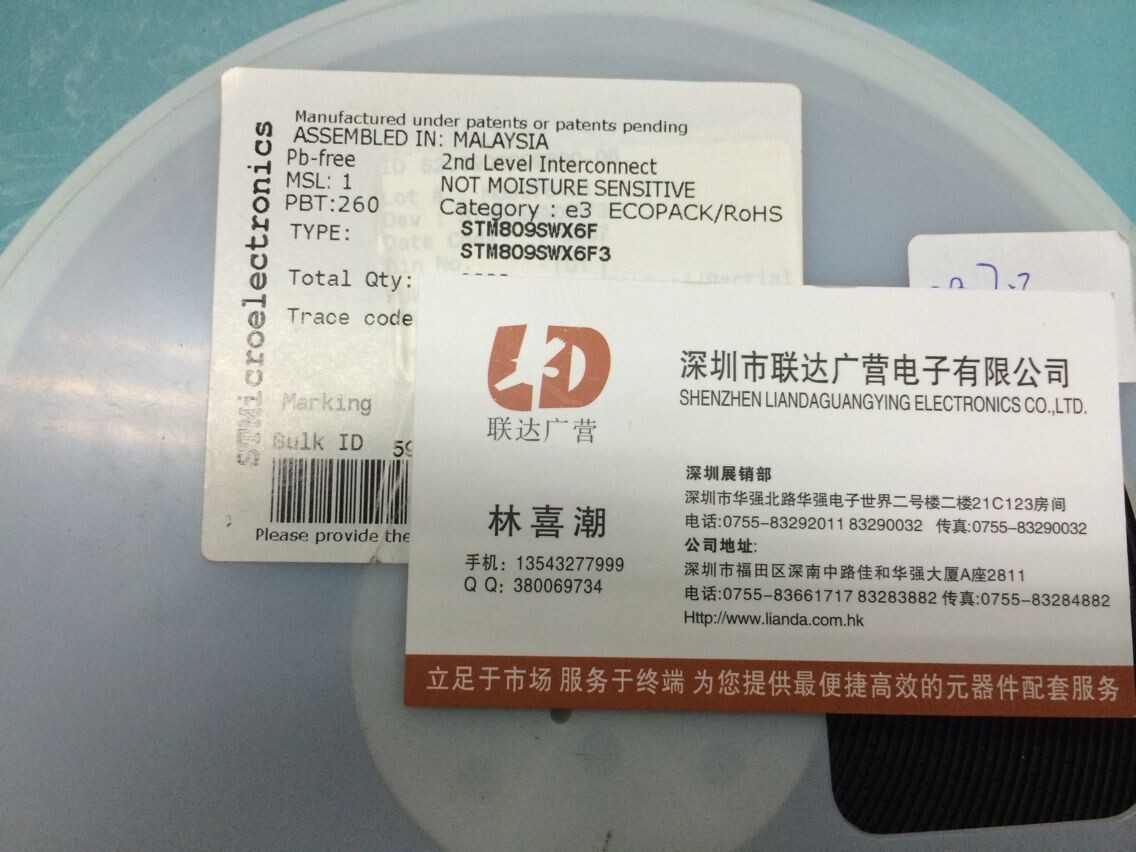 STMicroelectronics
Manufactured under patents or patents pending
ASSEMBLED IN: MALAYSIA
Pb-free 2nd Level Interconnect
MSL: 1 NOT MOISTURE SENSITIVE
PBT:260 Category : e3 ECOPACK/RoHS
TYPE: STM809SWX6F
STM809SWX6F3
Total Qty:
Trace code
Marking
Bulk ID 59
Please provide the
联达广营
深圳市联达广营电子有限公司
SHENZHEN LIANDAGUANGYING ELECTRONICS CO.,LTD.
林喜潮
手机: 13543277999
Q Q: 380069734
深圳展销部
深圳市华强北路华强电子世界二号楼二楼21C123房间
电话:0755-83292011 83290032 传真:0755-83290032
公司地址:
深圳市福田区深南中路佳和华强大厦A座2811
电话:0755-83661717 83283882 传真:0755-83284882
Http://www.lianda.com.hk
立足于市场 服务于终端 为您提供最便捷高效的元器件配套服务